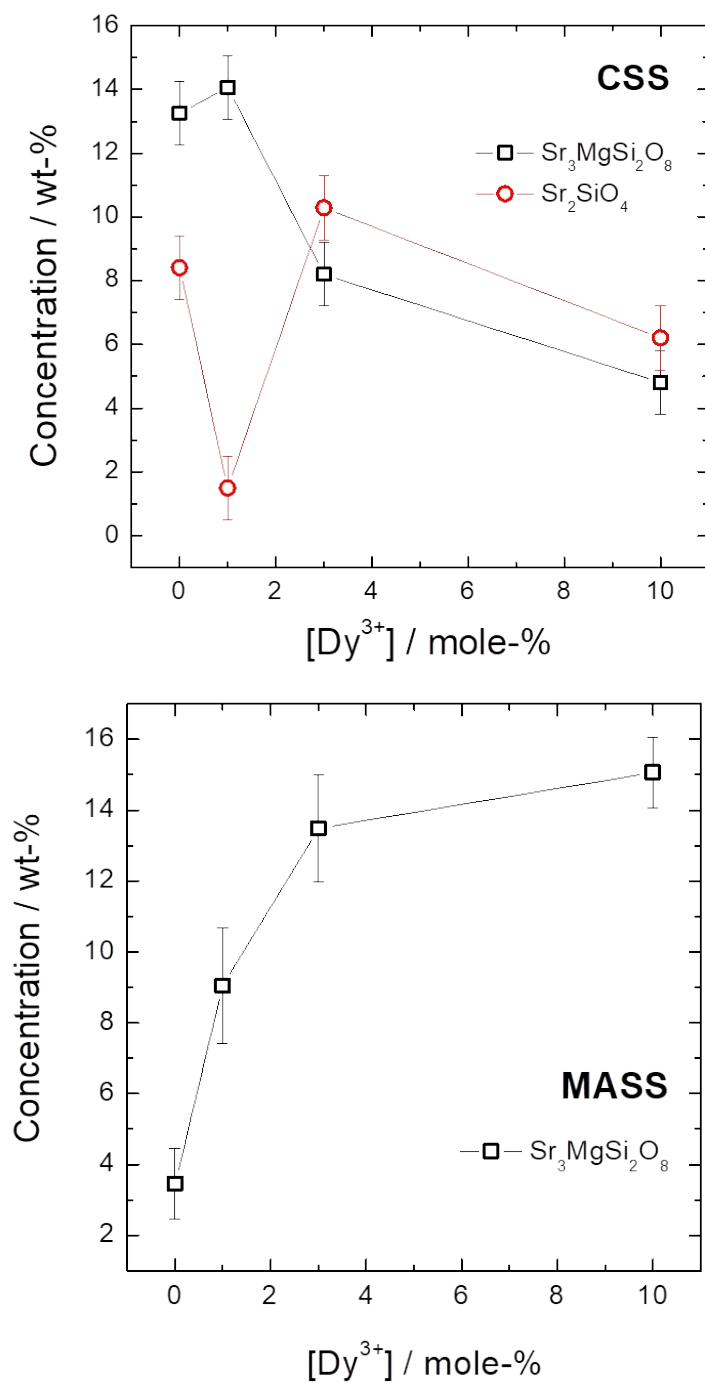 CSS
Sr₃MgSi₂O₈
Sr₂SiO₄
Concentration / wt-%
16
14
12
10
8
6
4
2
0
0 2 4 6 8 10
[Dy³⁺] / mole-%
16
14
12
10
8
6
4
2
Concentration / wt-%
MASS
Sr₃MgSi₂O₈
0 2 4 6 8 10
[Dy³⁺] / mole-%